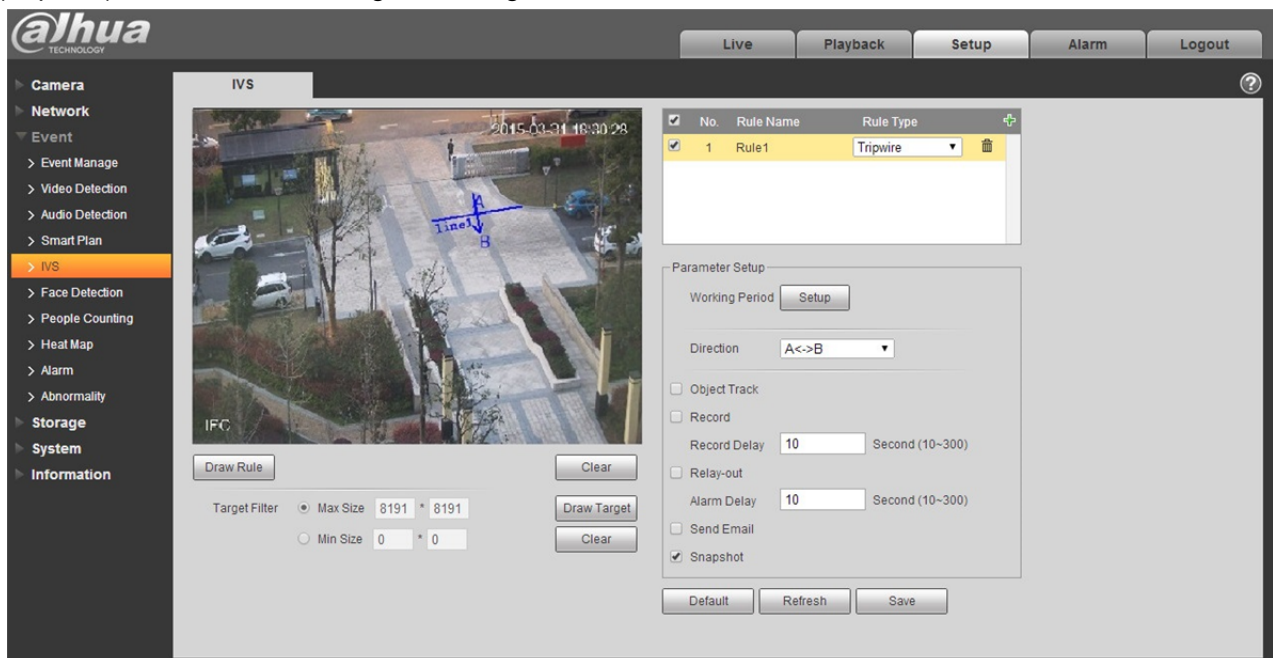 alhua
TECHNOLOGY
Live Playback Setup Alarm Logout
Camera
Network
Event
> Event Manage
> Video Detection
> Audio Detection
> Smart Plan
> IVS
> Face Detection
> People Counting
> Heat Map
> Alarm
> Abnormality
Storage
System
Information
IVS
?
2015-03-31 18:30:28
A
line1
B
IPC
Draw Rule Clear
Target Filter Max Size 8191 * 8191 Draw Target
Min Size 0 * 0 Clear
No. Rule Name Rule Type
1 Rule1 Tripwire
Parameter Setup
Working Period Setup
Direction A<->B
Object Track
Record
Record Delay 10 Second (10~300)
Relay-out
Alarm Delay 10 Second (10~300)
Send Email
Snapshot
Default Refresh Save